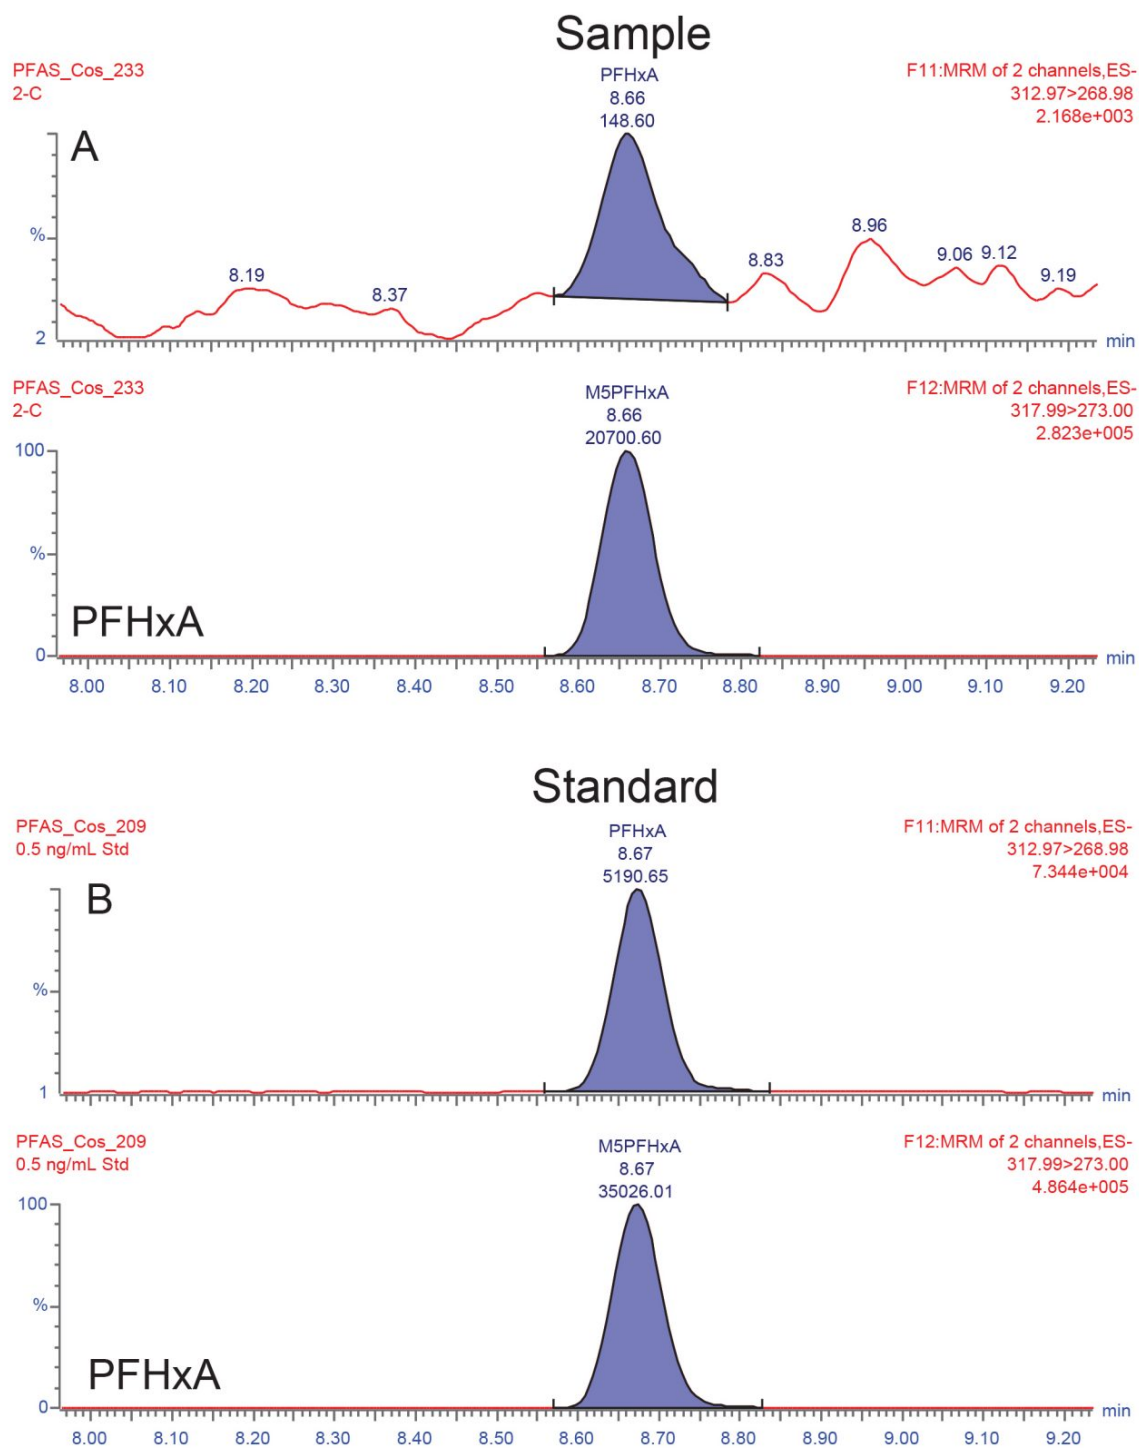 Sample
PFAS_Cos_233
2-C
PFHxA
8.66
148.60
F11:MRM of 2 channels,ES-
312.97>268.98
2.168e+003
A
%
2
8.19
8.37
8.83
8.96
9.06
9.12
9.19
min
PFAS_Cos_233
2-C
M5PFHxA
8.66
20700.60
F12:MRM of 2 channels,ES-
317.99>273.00
2.823e+005
100
%
PFHxA
0
min
8.00 8.10 8.20 8.30 8.40 8.50 8.60 8.70 8.80 8.90 9.00 9.10 9.20
Standard
PFAS_Cos_209
0.5 ng/mL Std
PFHxA
8.67
5190.65
F11:MRM of 2 channels,ES-
312.97>268.98
7.344e+004
B
%
1
min
PFAS_Cos_209
0.5 ng/mL Std
M5PFHxA
8.67
35026.01
F12:MRM of 2 channels,ES-
317.99>273.00
4.864e+005
100
%
PFHxA
0
min
8.00 8.10 8.20 8.30 8.40 8.50 8.60 8.70 8.80 8.90 9.00 9.10 9.20